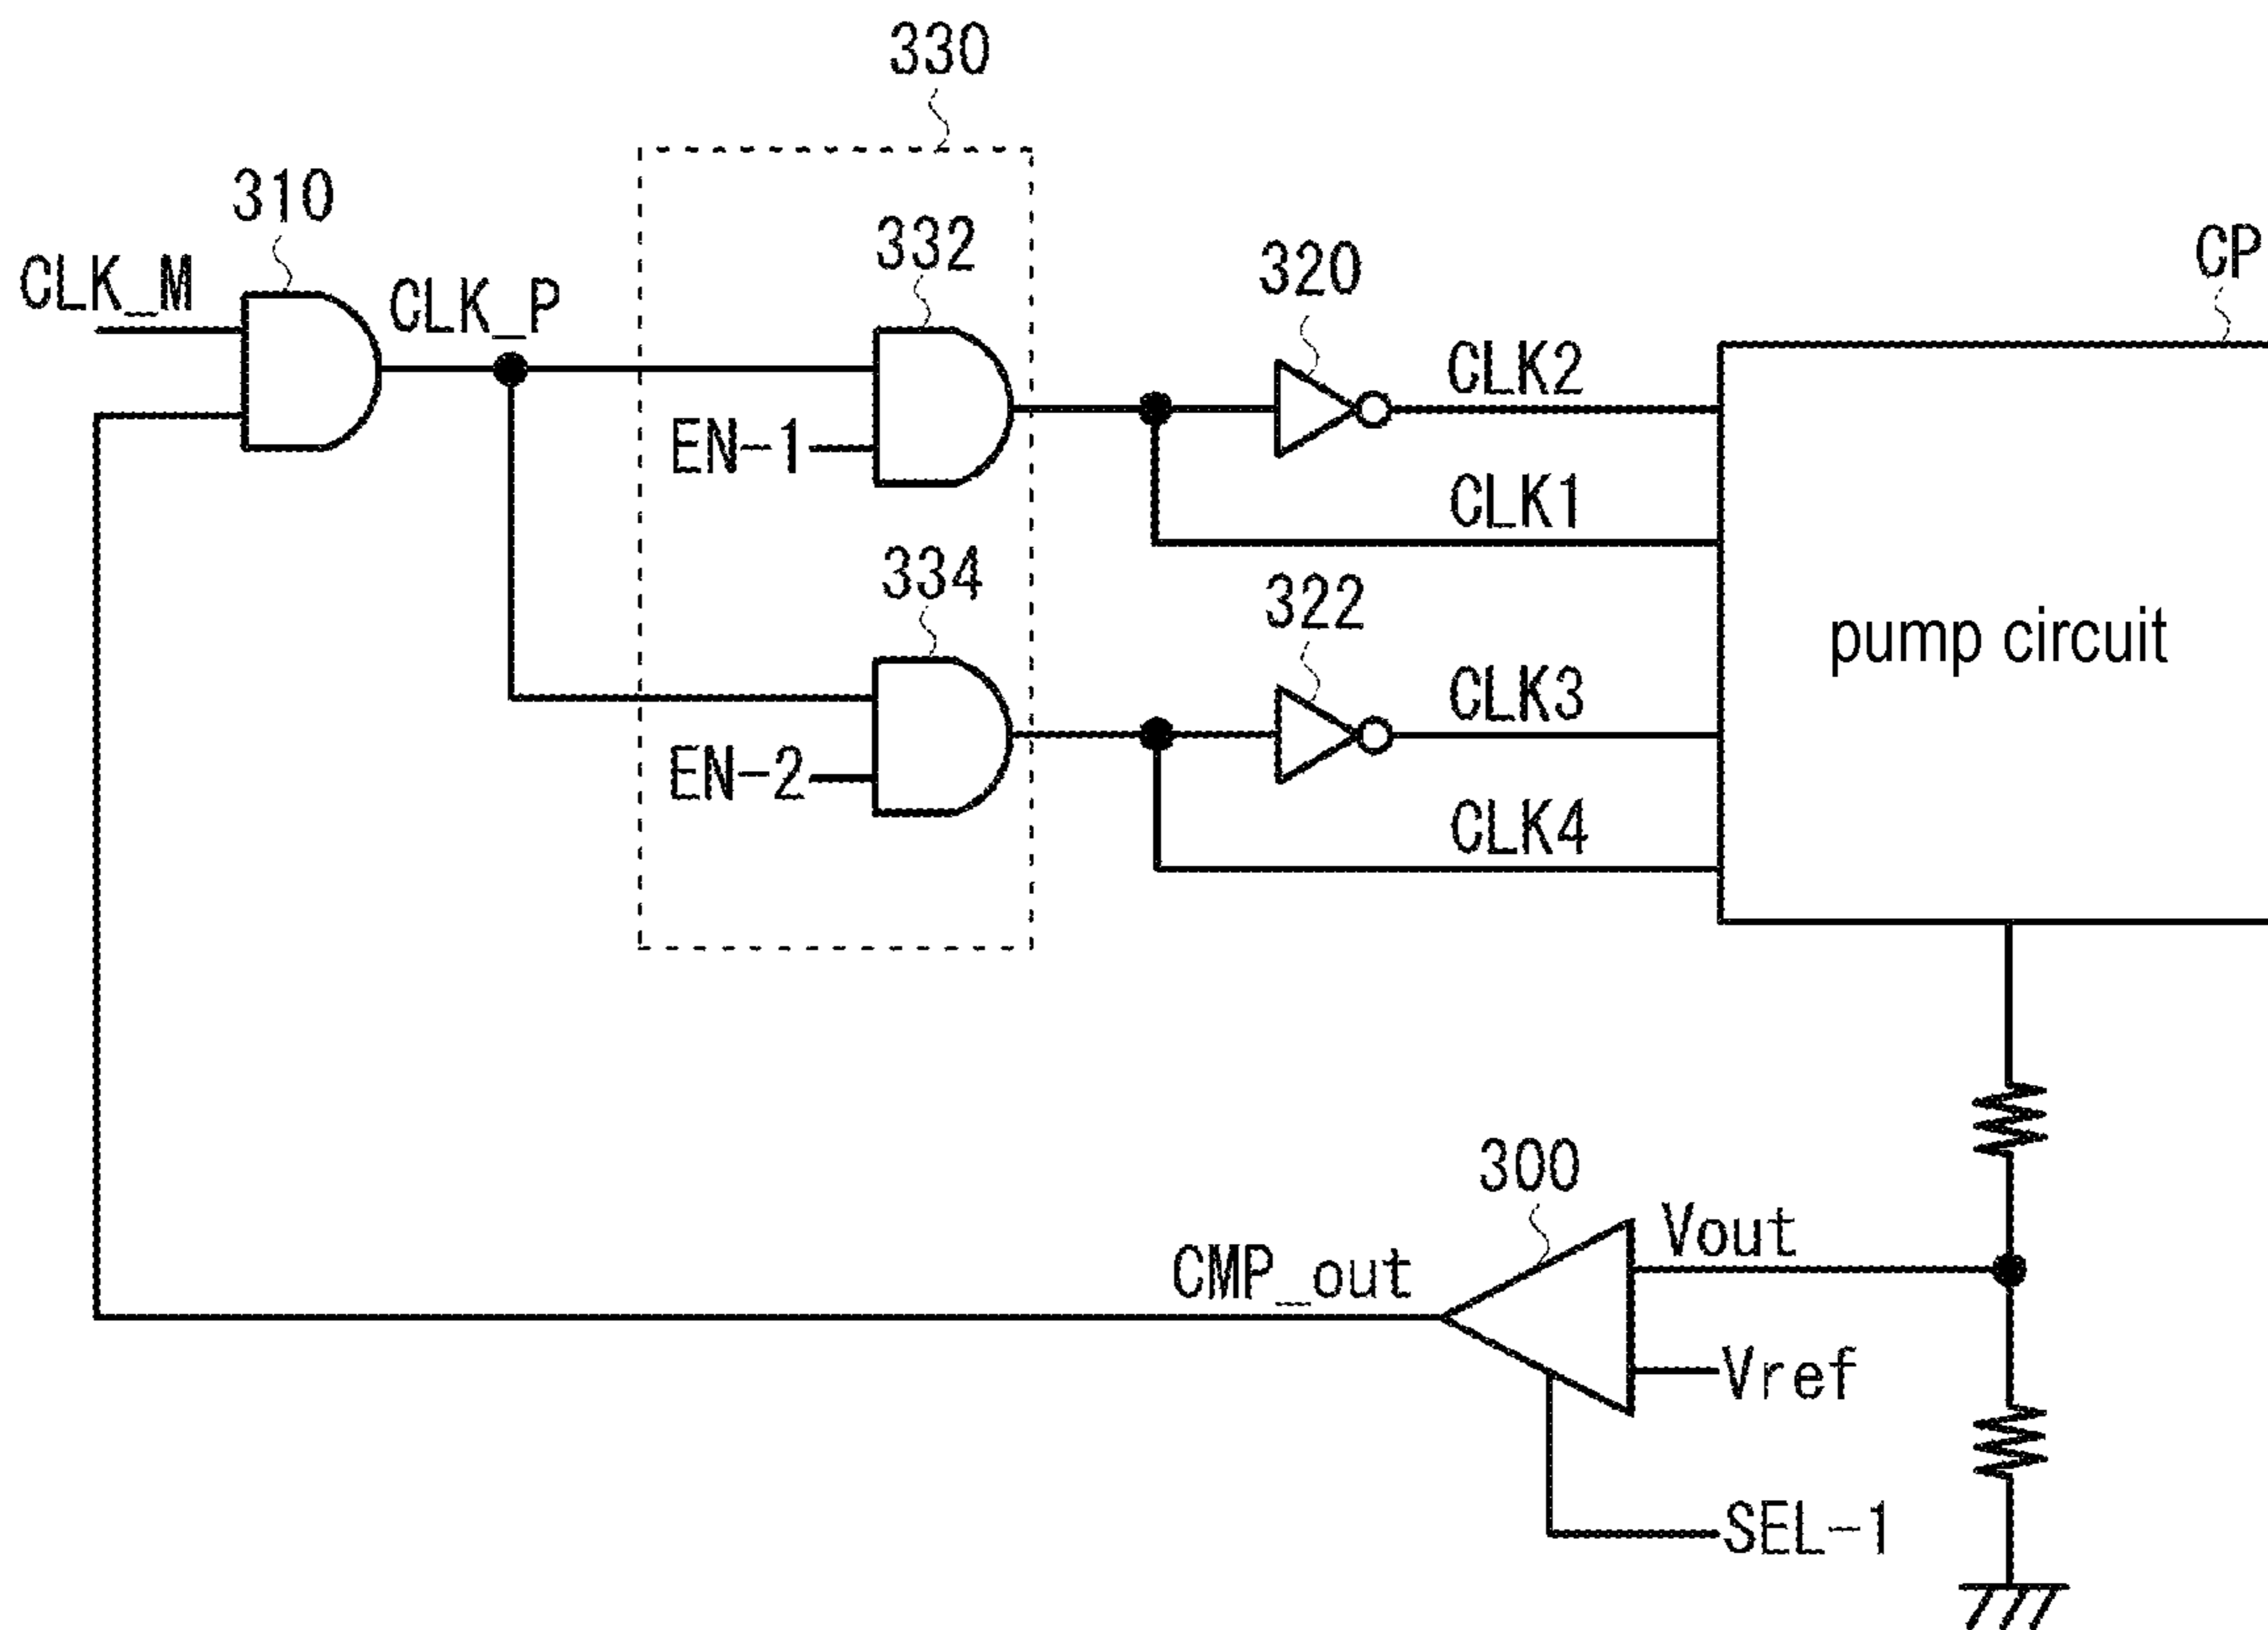 330
310
332
320
CP
CLK_M
CLK_P
CLK2
EN-1
CLK1
334
322
pump circuit
CLK3
EN-2
CLK4
300
Vout
CMP_out
Vref
SEL-1